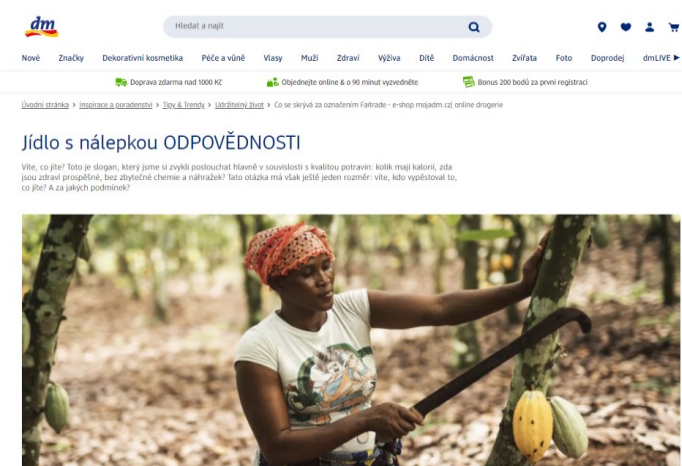 dm
Hledat a najít
Nové Značky Dekorativní kosmetika Péče a vůně Vlasy Muži Zdraví Výživa Dítě Domácnost Zvířata Foto Doprodej dmLIVE
Doprava zdarma nad 1000 Kč Objednejte online & o 90 minut vyzvedněte Bonus 200 bodů za první registraci
Úvodní stránka > Inspirace a poradenství > Tipy & Trendy > Udržitelný život > Co se skrývá za označením Faitrade - e-shop mojadm.cz| online drogerie
Jídlo s nálepkou ODPOVĚDNOSTI
Víte, co jíte? Toto je slogan, který jsme si zvykli poslouchat hlavně v souvislosti s kvalitou potravin: kolik mají kalorií, zda
jsou zdraví prospěšné, bez zbytečné chemie a náhražek? Tato otázka má však ještě jeden rozměr: víte, kdo vypěstoval to,
co jíte? A za jakých podmínek?